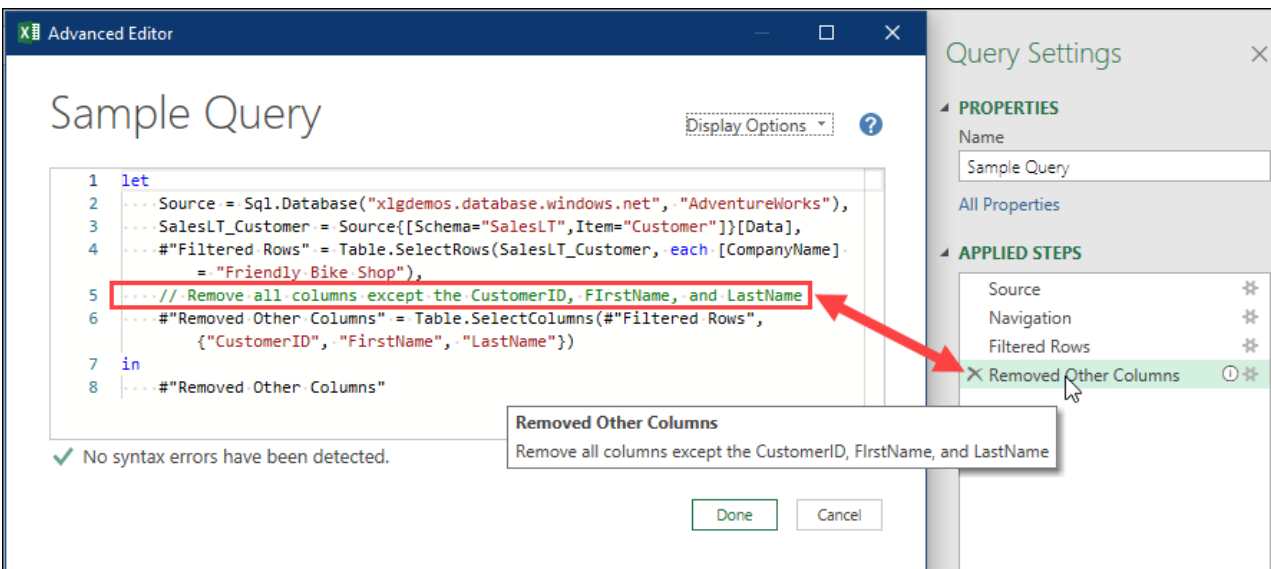 Advanced Editor
Sample Query
Display Options
?
1 let
2 Source = Sql.Database("xlgdemos.database.windows.net", "AdventureWorks"),
3 SalesLT_Customer = Source{[Schema="SalesLT",Item="Customer"]}[Data],
4 #"Filtered Rows" = Table.SelectRows(SalesLT_Customer, each [CompanyName]
= "Friendly Bike Shop"),
5 // Remove all columns except the CustomerID, FIrstName, and LastName
6 #"Removed Other Columns" = Table.SelectColumns(#"Filtered Rows",
{"CustomerID", "FirstName", "LastName"})
7 in
8 #"Removed Other Columns"
No syntax errors have been detected.
Done
Cancel
Removed Other Columns
Remove all columns except the CustomerID, FIrstName, and LastName
Query Settings
PROPERTIES
Name
Sample Query
All Properties
APPLIED STEPS
Source
Navigation
Filtered Rows
Removed Other Columns